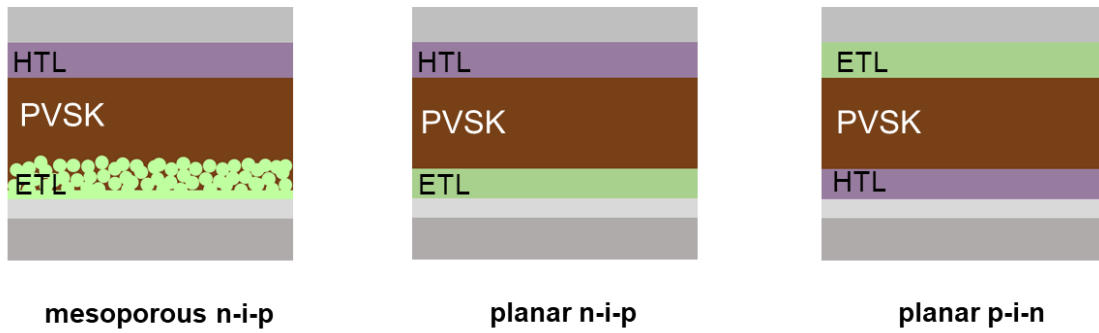 HTL
PVSK
ETL
mesoporous n-i-p
HTL
PVSK
ETL
planar n-i-p
ETL
PVSK
HTL
planar p-i-n